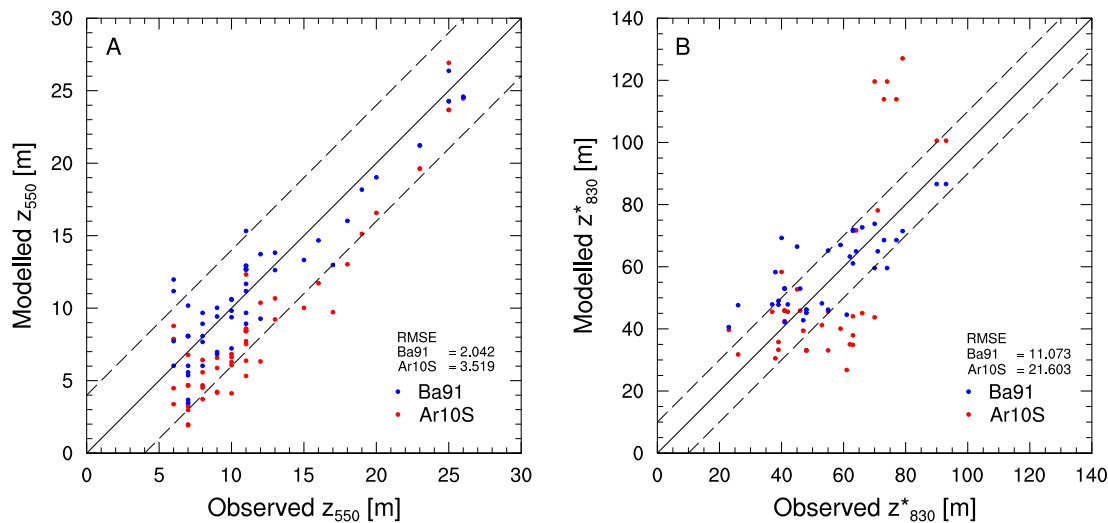 A
30
25
20
15
10
5
0
Modelled z550 [m]
RMSE
Ba91 = 2.042
Ar10S = 3.519
Ba91
Ar10S
0 5 10 15 20 25 30
Observed z550 [m]
B
140
120
100
80
60
40
20
0
Modelled z*830 [m]
RMSE
Ba91 = 11.073
Ar10S = 21.603
Ba91
Ar10S
0 20 40 60 80 100 120 140
Observed z*830 [m]